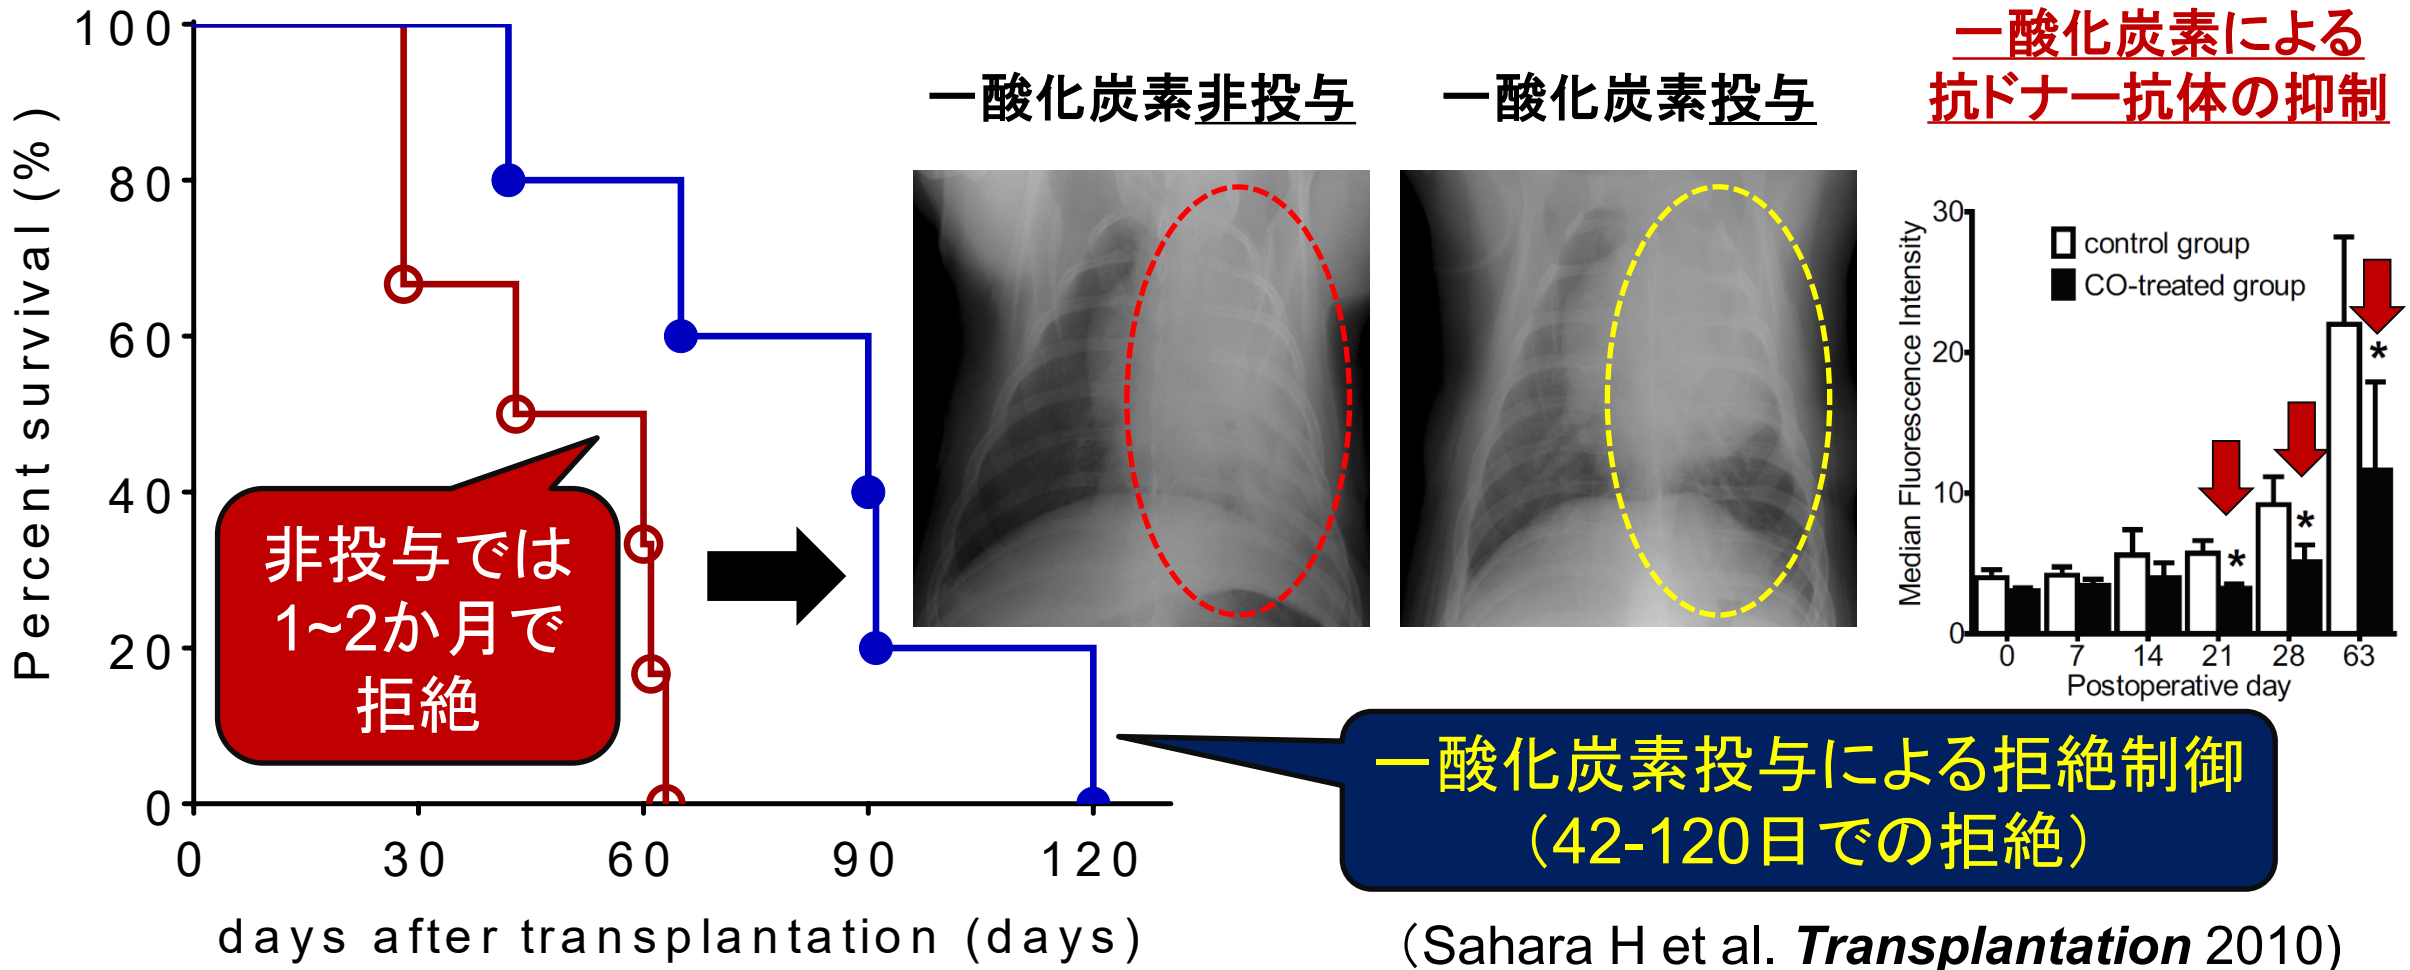 100
80
60
40
20
0
Percent survival (%)
0 30 60 90 120
days after transplantation (days)
非投与では
1~2か月で
拒絶
一酸化炭素非投与
一酸化炭素投与
一酸化炭素による
抗ドナー抗体の抑制
30
20
10
0
Median Fluorescence Intensity
control group
CO-treated group
*
*
*
0 7 14 21 28 63
Postoperative day
一酸化炭素投与による拒絶制御
（42-120日での拒絶）
（Sahara H et al. Transplantation 2010)